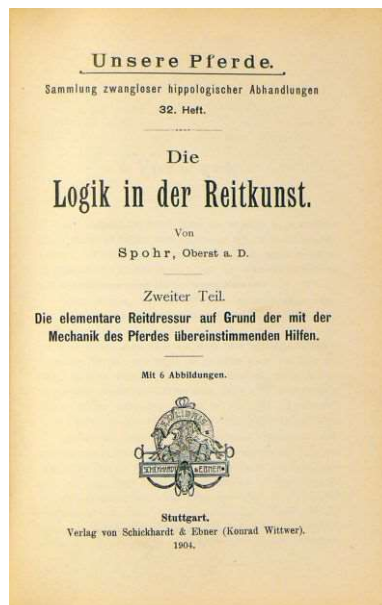 Unsere Pferde.
Sammlung zwangloser hippologischer Abhandlungen
32. Heft.
Die
Logik in der Reitkunst.
Von
Spohr, Oberst a. D.
Zweiter Teil.
Die elementare Reitdressur auf Grund der mit der
Mechanik des Pferdes übereinstimmenden Hilfen.
Mit 6 Abbildungen.
SCHICKHARDT & EBNER
Stuttgart.
Verlag von Schickhardt & Ebner (Konrad Wittwer).
1904.